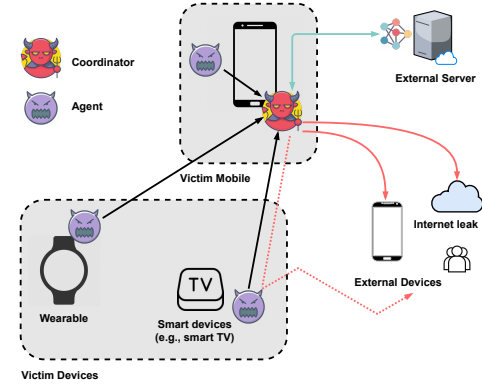 Coordinator
Agent
External Server
Victim Mobile
Internet leak
External Devices
TV
Wearable
Smart devices
(e.g., smart TV)
Victim Devices